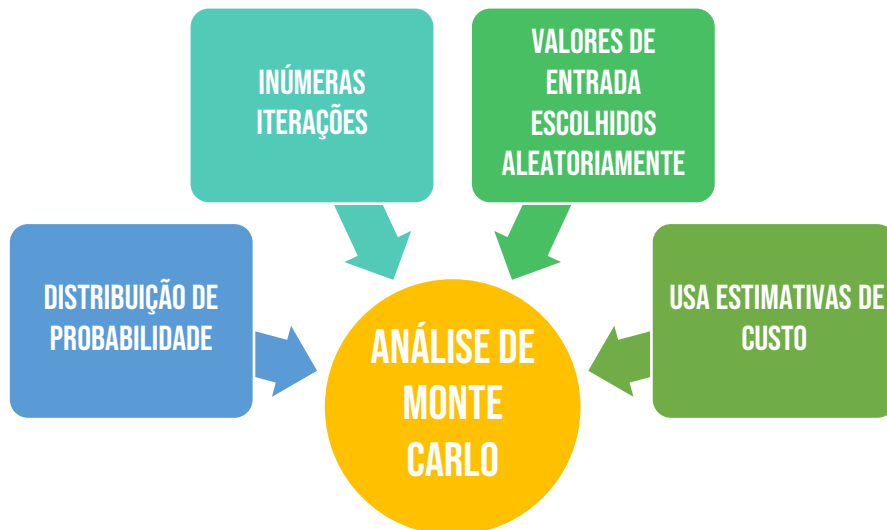 INÚMERAS
ITERAÇÕES
VALORES DE
ENTRADA
ESCOLHIDOS
ALEATORIAMENTE
DISTRIBUIÇÃO DE
PROBABILIDADE
USA ESTIMATIVAS DE
CUSTO
ANÁLISE DE
MONTE
CARLO